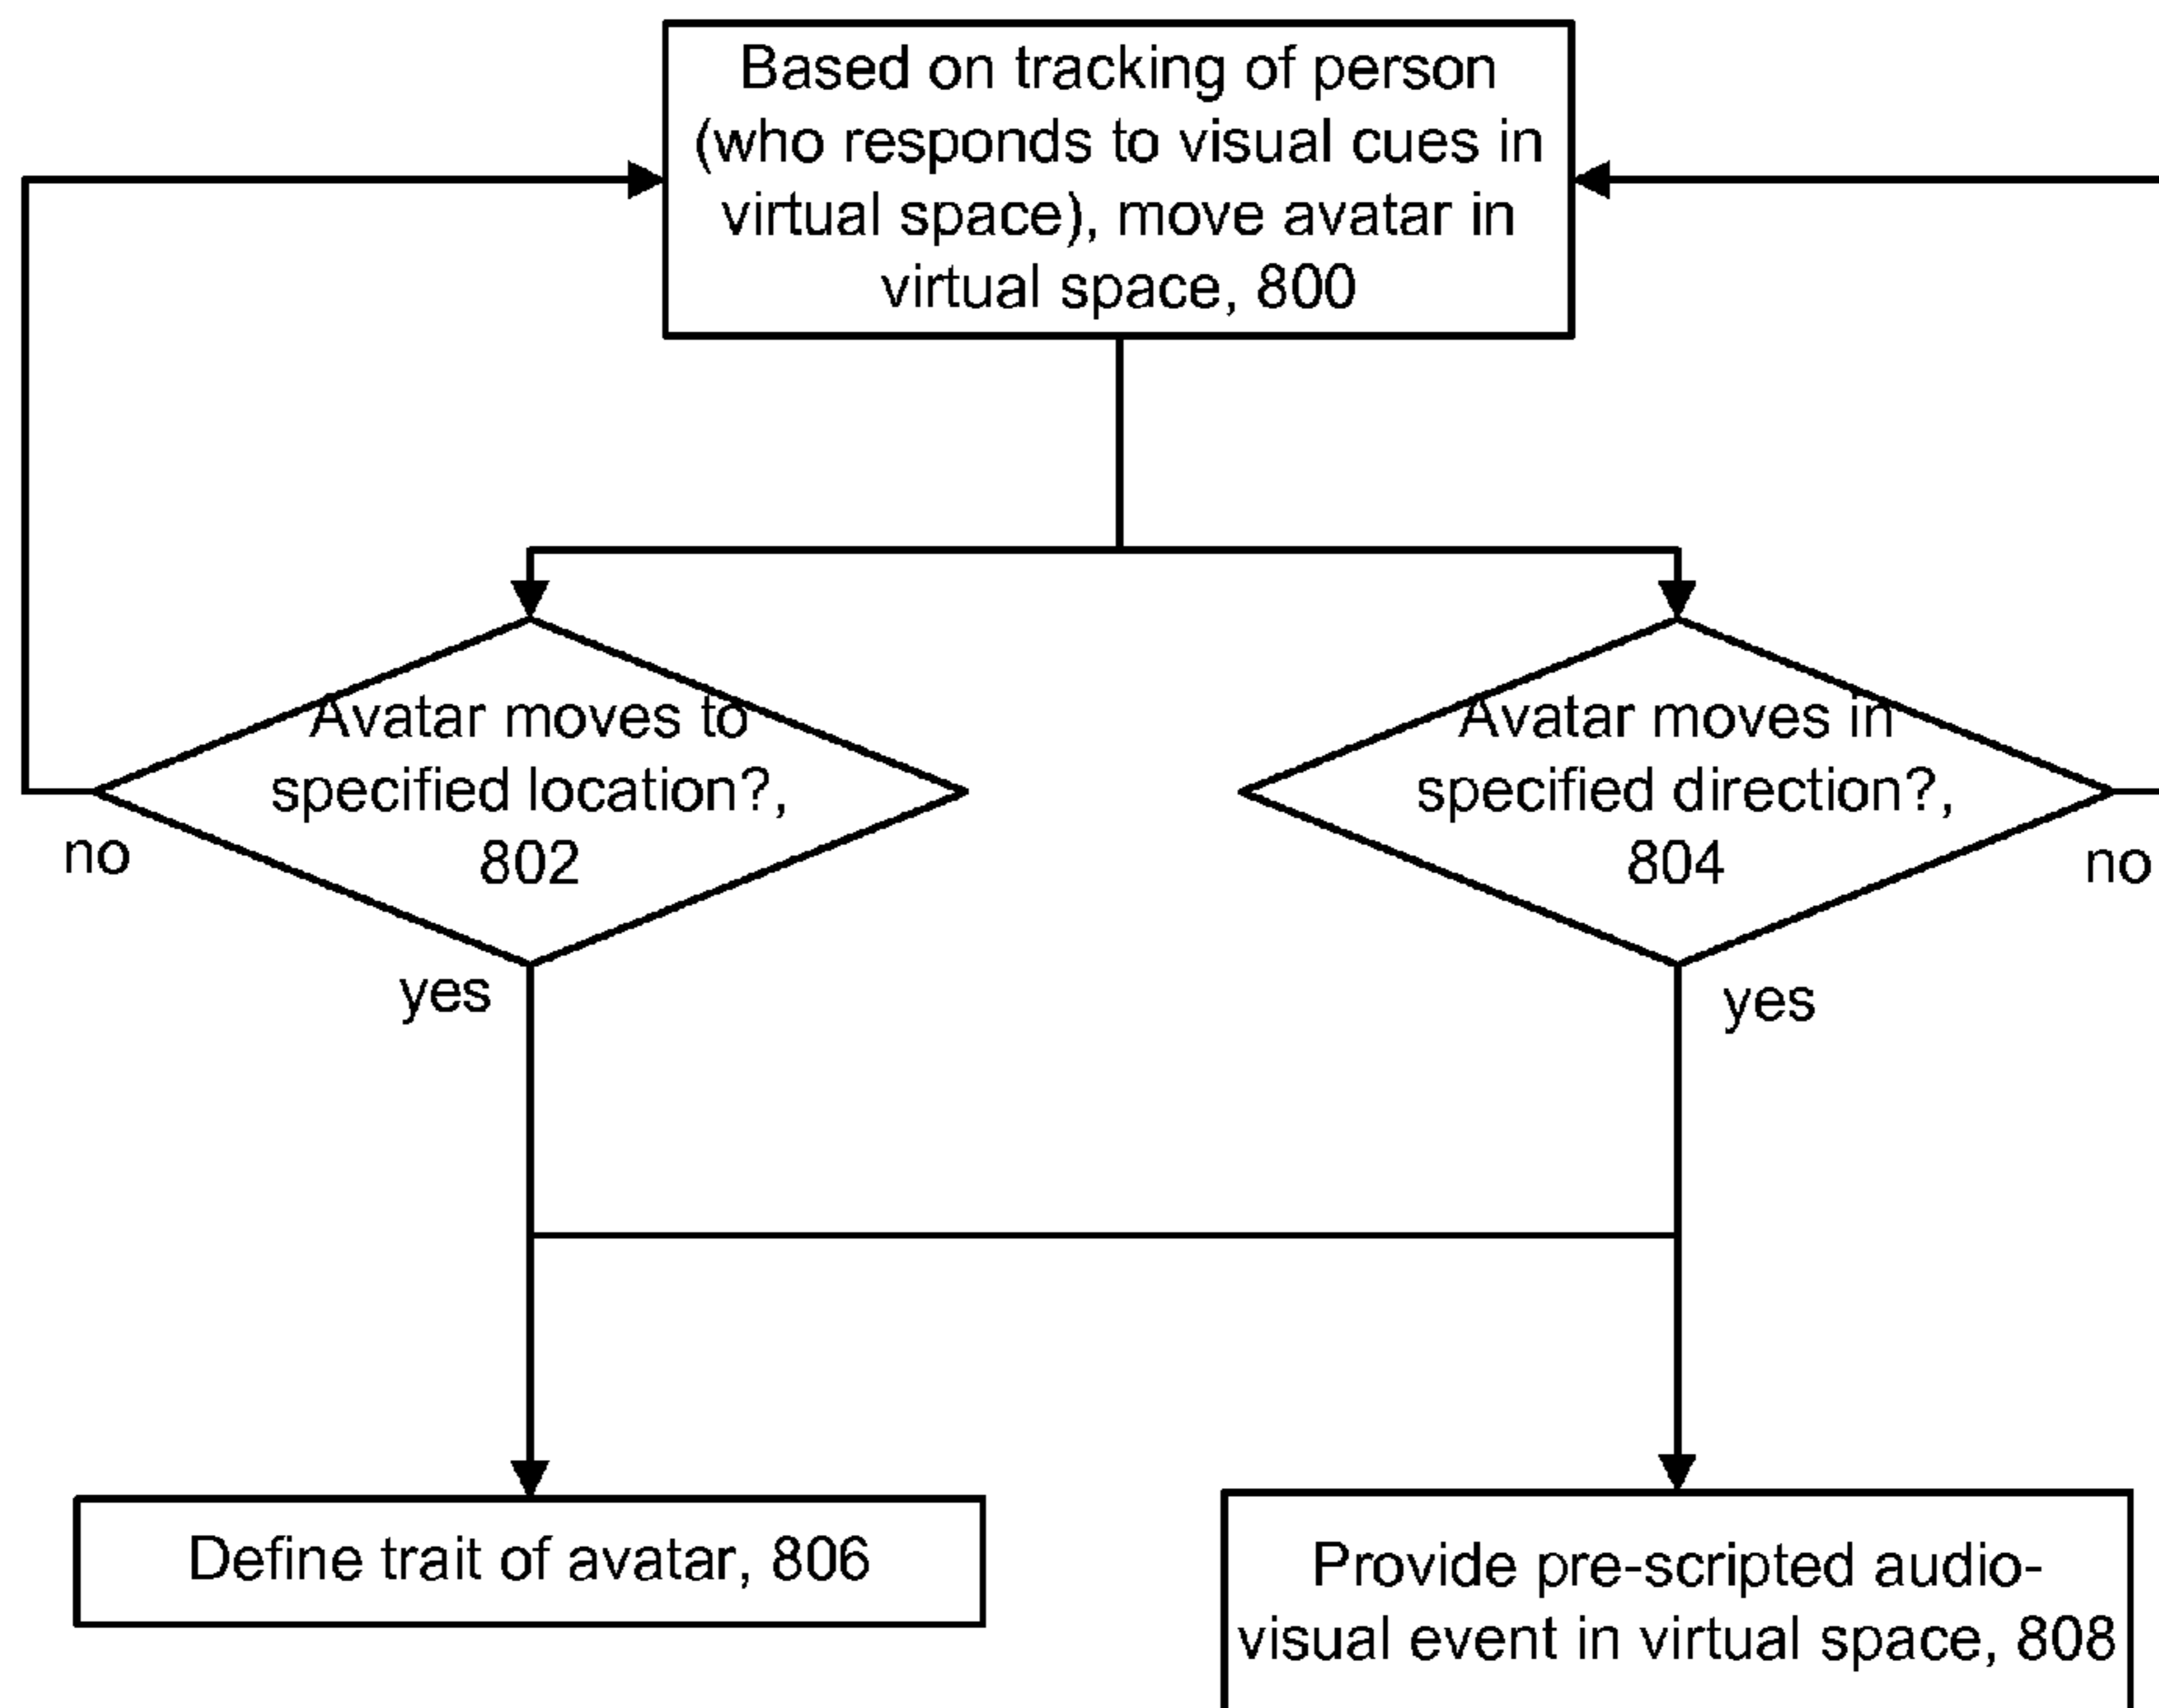 Based on tracking of person
(who responds to visual cues in
virtual space), move avatar in
virtual space, 800
Avatar moves to
specified location?,
802
no
yes
Avatar moves in
specified direction?,
804
no
yes
Define trait of avatar, 806
Provide pre-scripted audio-
visual event in virtual space, 808